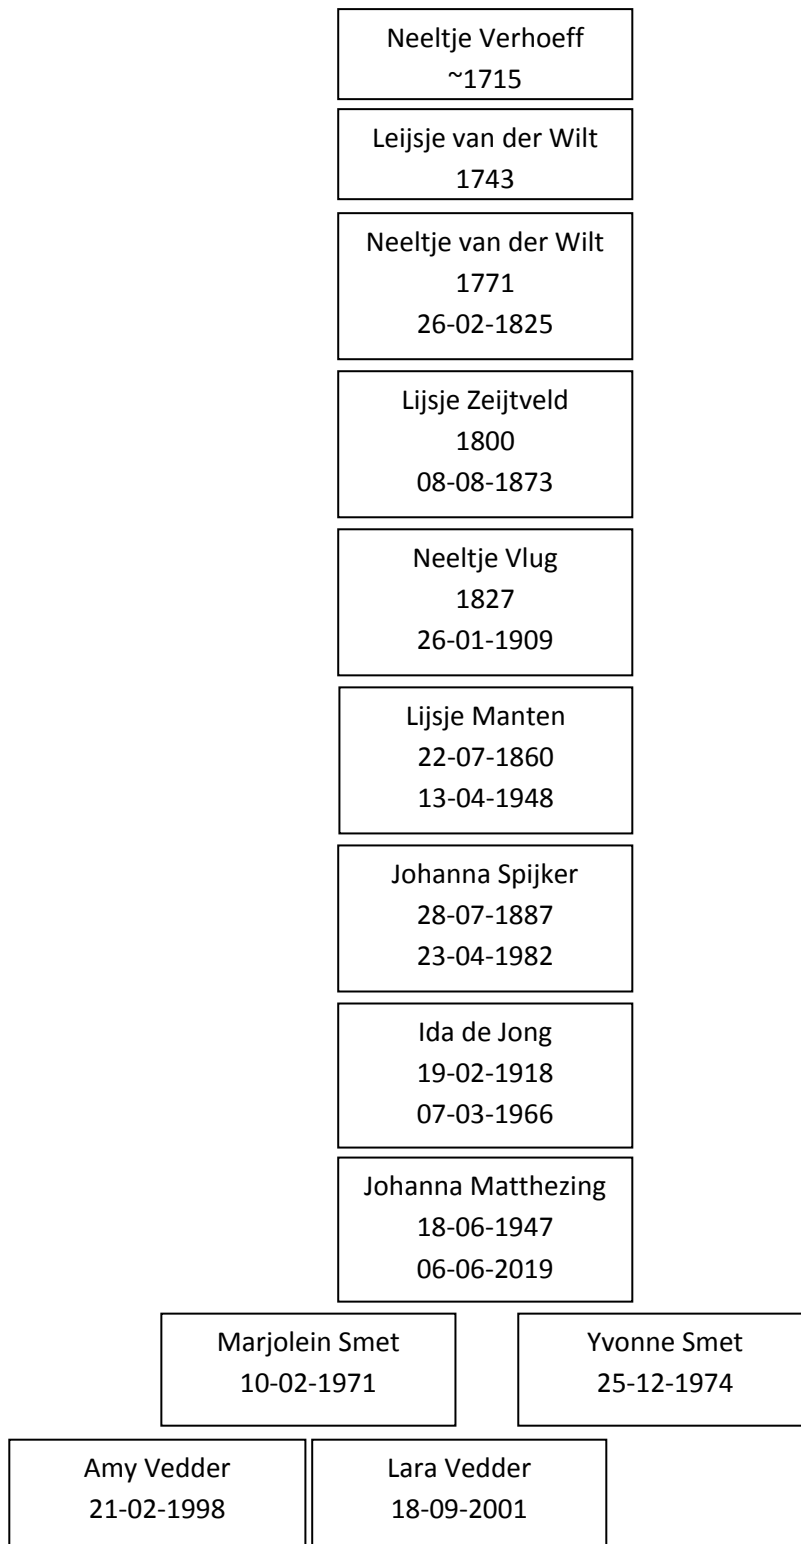 Neeltje Verhoeff
~1715
Leijsje van der Wilt
1743
Neeltje van der Wilt
1771
26-02-1825
Lijsje Zeijtveld
1800
08-08-1873
Neeltje Vlug
1827
26-01-1909
Lijsje Manten
22-07-1860
13-04-1948
Johanna Spijker
28-07-1887
23-04-1982
Ida de Jong
19-02-1918
07-03-1966
Johanna Matthezing
18-06-1947
06-06-2019
Marjolein Smet
10-02-1971
Yvonne Smet
25-12-1974
Amy Vedder
21-02-1998
Lara Vedder
18-09-2001